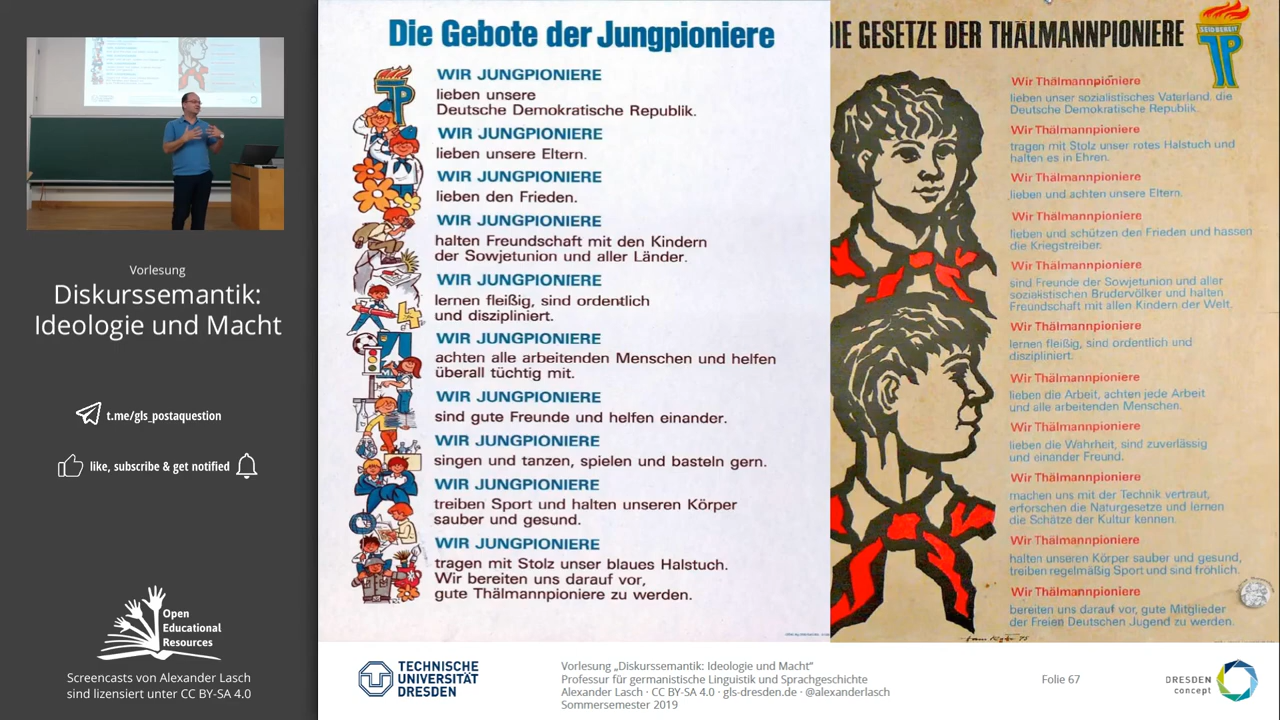 Vorlesung
Diskurssemantik:
Ideologie und Macht
t.me/gls_postaquestion
like, subscribe & get notified
Open
Educational
Resources
Screencasts von Alexander Lasch
sind lizensiert unter CC BY-SA 4.0
Die Gebote der Jungpioniere
WIR JUNGPIONIERE
lieben unsere
Deutsche Demokratische Republik.
WIR JUNGPIONIERE
lieben unsere Eltern.
WIR JUNGPIONIERE
lieben den Frieden.
WIR JUNGPIONIERE
halten Freundschaft mit den Kindern
der Sowjetunion und aller Länder.
WIR JUNGPIONIERE
lernen fleißig, sind ordentlich
und diszipliniert.
WIR JUNGPIONIERE
achten alle arbeitenden Menschen und helfen
überall tüchtig mit.
WIR JUNGPIONIERE
sind gute Freunde und helfen einander.
WIR JUNGPIONIERE
singen und tanzen, spielen und basteln gern.
WIR JUNGPIONIERE
treiben Sport und halten unseren Körper
sauber und gesund.
WIR JUNGPIONIERE
tragen mit Stolz unser blaues Halstuch.
Wir bereiten uns darauf vor,
gute Thälmannpioniere zu werden.
DIE GESETZE DER THÄLMANNPIONIERE
SEID BEREIT
Wir Thälmannpioniere
lieben unser sozialistisches Vaterland, die
Deutsche Demokratische Republik.
Wir Thälmannpioniere
tragen mit Stolz unser rotes Halstuch und
halten es in Ehren.
Wir Thälmannpioniere
lieben und achten unsere Eltern.
Wir Thälmannpioniere
lieben und schützen den Frieden und hassen
die Kriegstreiber.
Wir Thälmannpioniere
sind Freunde der Sowjetunion und aller
sozialistischen Brudervölker und halten
Freundschaft mit allen Kindern der Welt.
Wir Thälmannpioniere
lernen fleißig, sind ordentlich und
diszipliniert.
Wir Thälmannpioniere
lieben die Arbeit, achten jede Arbeit
und alle arbeitenden Menschen.
Wir Thälmannpioniere
lieben die Wahrheit, sind zuverlässig
und einander Freund.
Wir Thälmannpioniere
machen uns mit der Technik vertraut,
erforschen die Naturgesetze und lernen
die Schätze der Kultur kennen.
Wir Thälmannpioniere
halten unseren Körper sauber und gesund,
treiben regelmäßig Sport und sind fröhlich.
Wir Thälmannpioniere
bereiten uns darauf vor, gute Mitglieder
der Freien Deutschen Jugend zu werden.
TECHNISCHE
UNIVERSITÄT
DRESDEN
Vorlesung „Diskurssemantik: Ideologie und Macht“
Professur für germanistische Linguistik und Sprachgeschichte
Alexander Lasch · CC BY-SA 4.0 · gls-dresden.de · @alexanderlasch
Sommersemester 2019
Folie 67
DRESDEN
concept